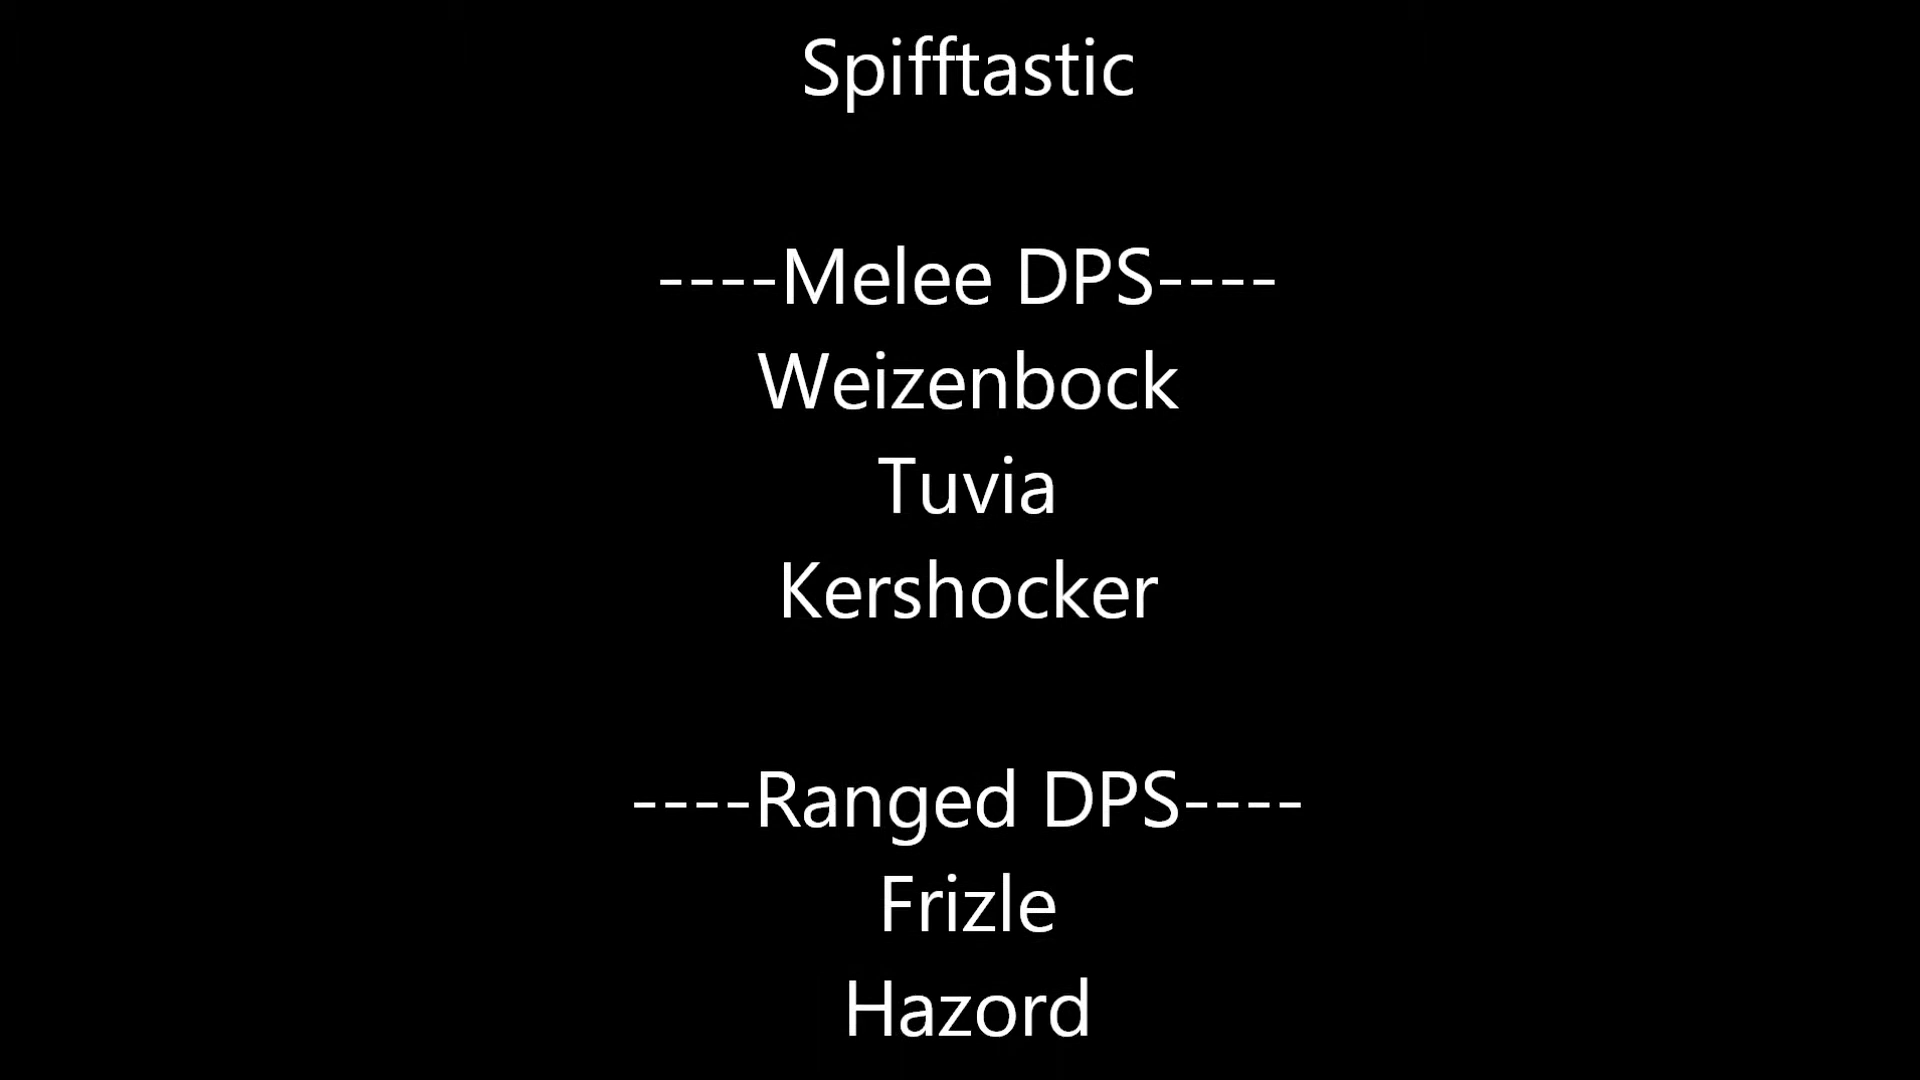 Spifftastic
----Melee DPS----
Weizenbock
Tuvia
Kershocker
----Ranged DPS----
Frizle
Hazord